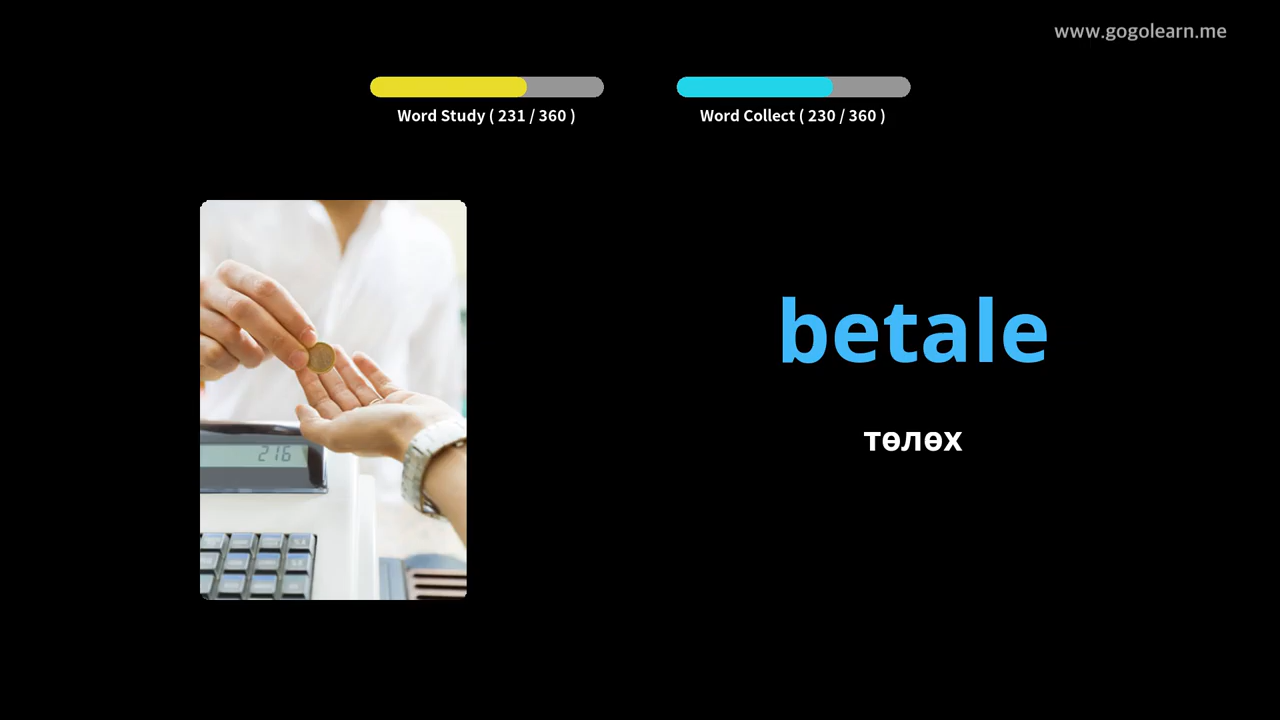 www.gogolearn.me
Word Study ( 231 / 360 )
Word Collect ( 230 / 360 )
betale
төлөх
216